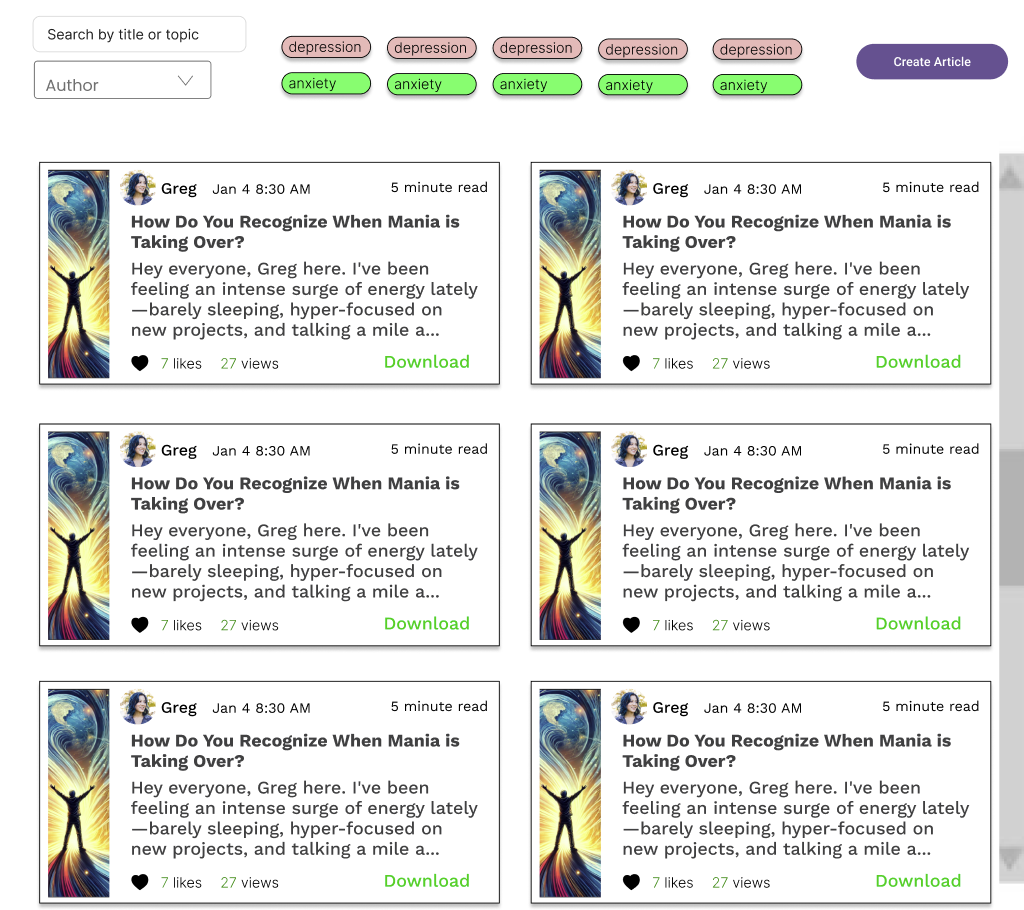 Search by title or topic
Author
depression depression depression depression depression
anxiety anxiety anxiety anxiety anxiety
Create Article
Greg Jan 4 8:30 AM 5 minute read
How Do You Recognize When Mania is
Taking Over?
Hey everyone, Greg here. I've been
feeling an intense surge of energy lately
—barely sleeping, hyper-focused on
new projects, and talking a mile a...
7 likes 27 views Download
Greg Jan 4 8:30 AM 5 minute read
How Do You Recognize When Mania is
Taking Over?
Hey everyone, Greg here. I've been
feeling an intense surge of energy lately
—barely sleeping, hyper-focused on
new projects, and talking a mile a...
7 likes 27 views Download
Greg Jan 4 8:30 AM 5 minute read
How Do You Recognize When Mania is
Taking Over?
Hey everyone, Greg here. I've been
feeling an intense surge of energy lately
—barely sleeping, hyper-focused on
new projects, and talking a mile a...
7 likes 27 views Download
Greg Jan 4 8:30 AM 5 minute read
How Do You Recognize When Mania is
Taking Over?
Hey everyone, Greg here. I've been
feeling an intense surge of energy lately
—barely sleeping, hyper-focused on
new projects, and talking a mile a...
7 likes 27 views Download
Greg Jan 4 8:30 AM 5 minute read
How Do You Recognize When Mania is
Taking Over?
Hey everyone, Greg here. I've been
feeling an intense surge of energy lately
—barely sleeping, hyper-focused on
new projects, and talking a mile a...
7 likes 27 views Download
Greg Jan 4 8:30 AM 5 minute read
How Do You Recognize When Mania is
Taking Over?
Hey everyone, Greg here. I've been
feeling an intense surge of energy lately
—barely sleeping, hyper-focused on
new projects, and talking a mile a...
7 likes 27 views Download